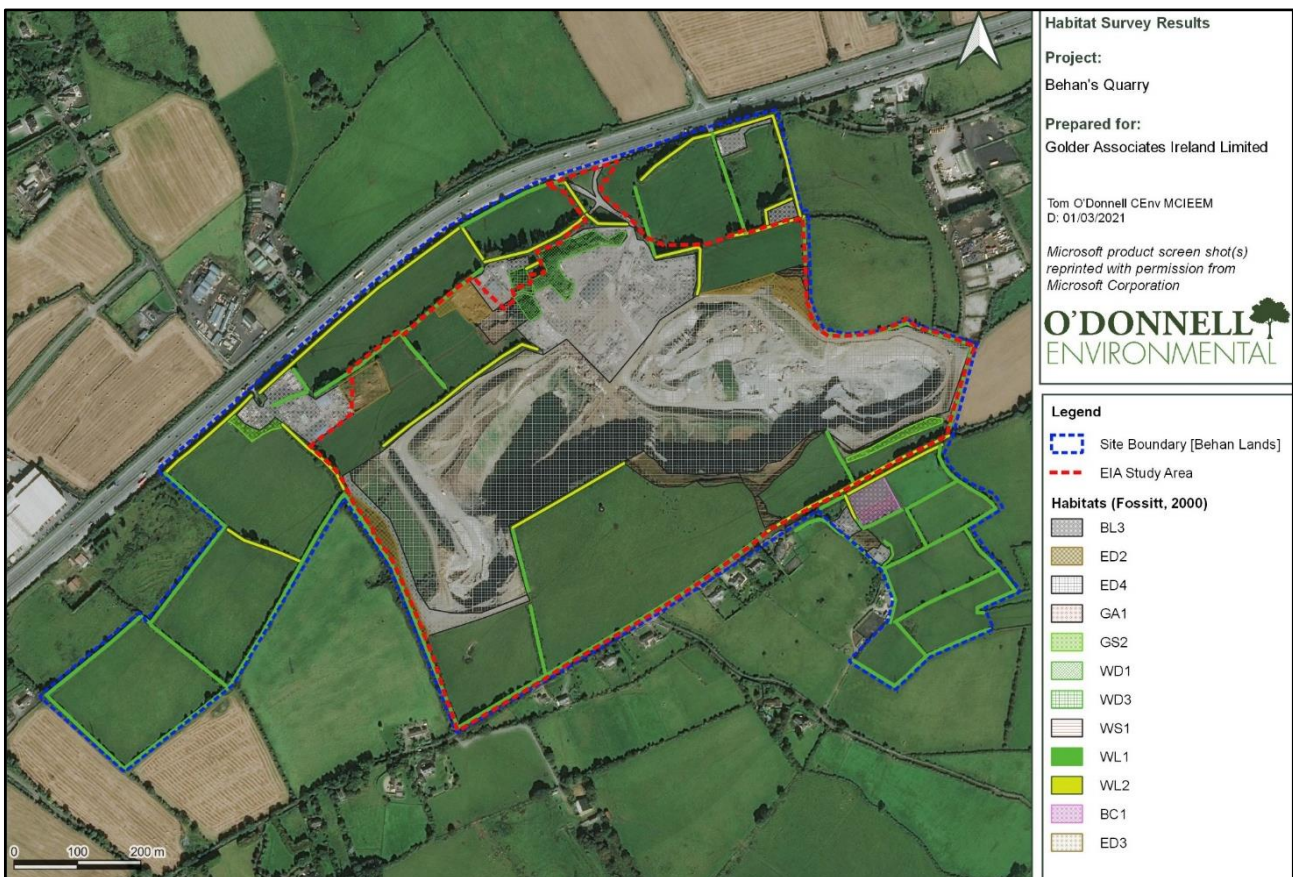 Habitat Survey Results
Project:
Behan's Quarry
Prepared for:
Golder Associates Ireland Limited
Tom O'Donnell CEnv MCIEEM
D: 01/03/2021
Microsoft product screen shot(s)
reprinted with permission from
Microsoft Corporation
O'DONNELL
ENVIRONMENTAL
Legend
Site Boundary [Behan Lands]
EIA Study Area
Habitats (Fossitt, 2000)
BL3
ED2
ED4
GA1
GS2
WD1
WD3
WS1
WL1
WL2
BC1
ED3
0 100 200 m